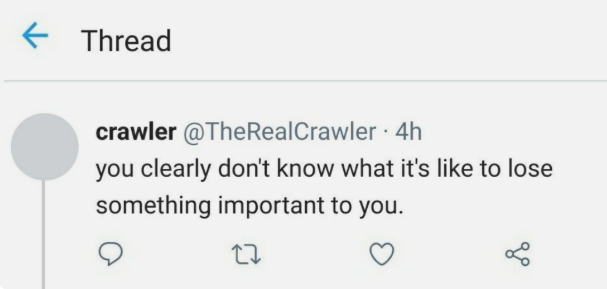 Thread
crawler @TheRealCrawler · 4h
you clearly don't know what it's like to lose
something important to you.